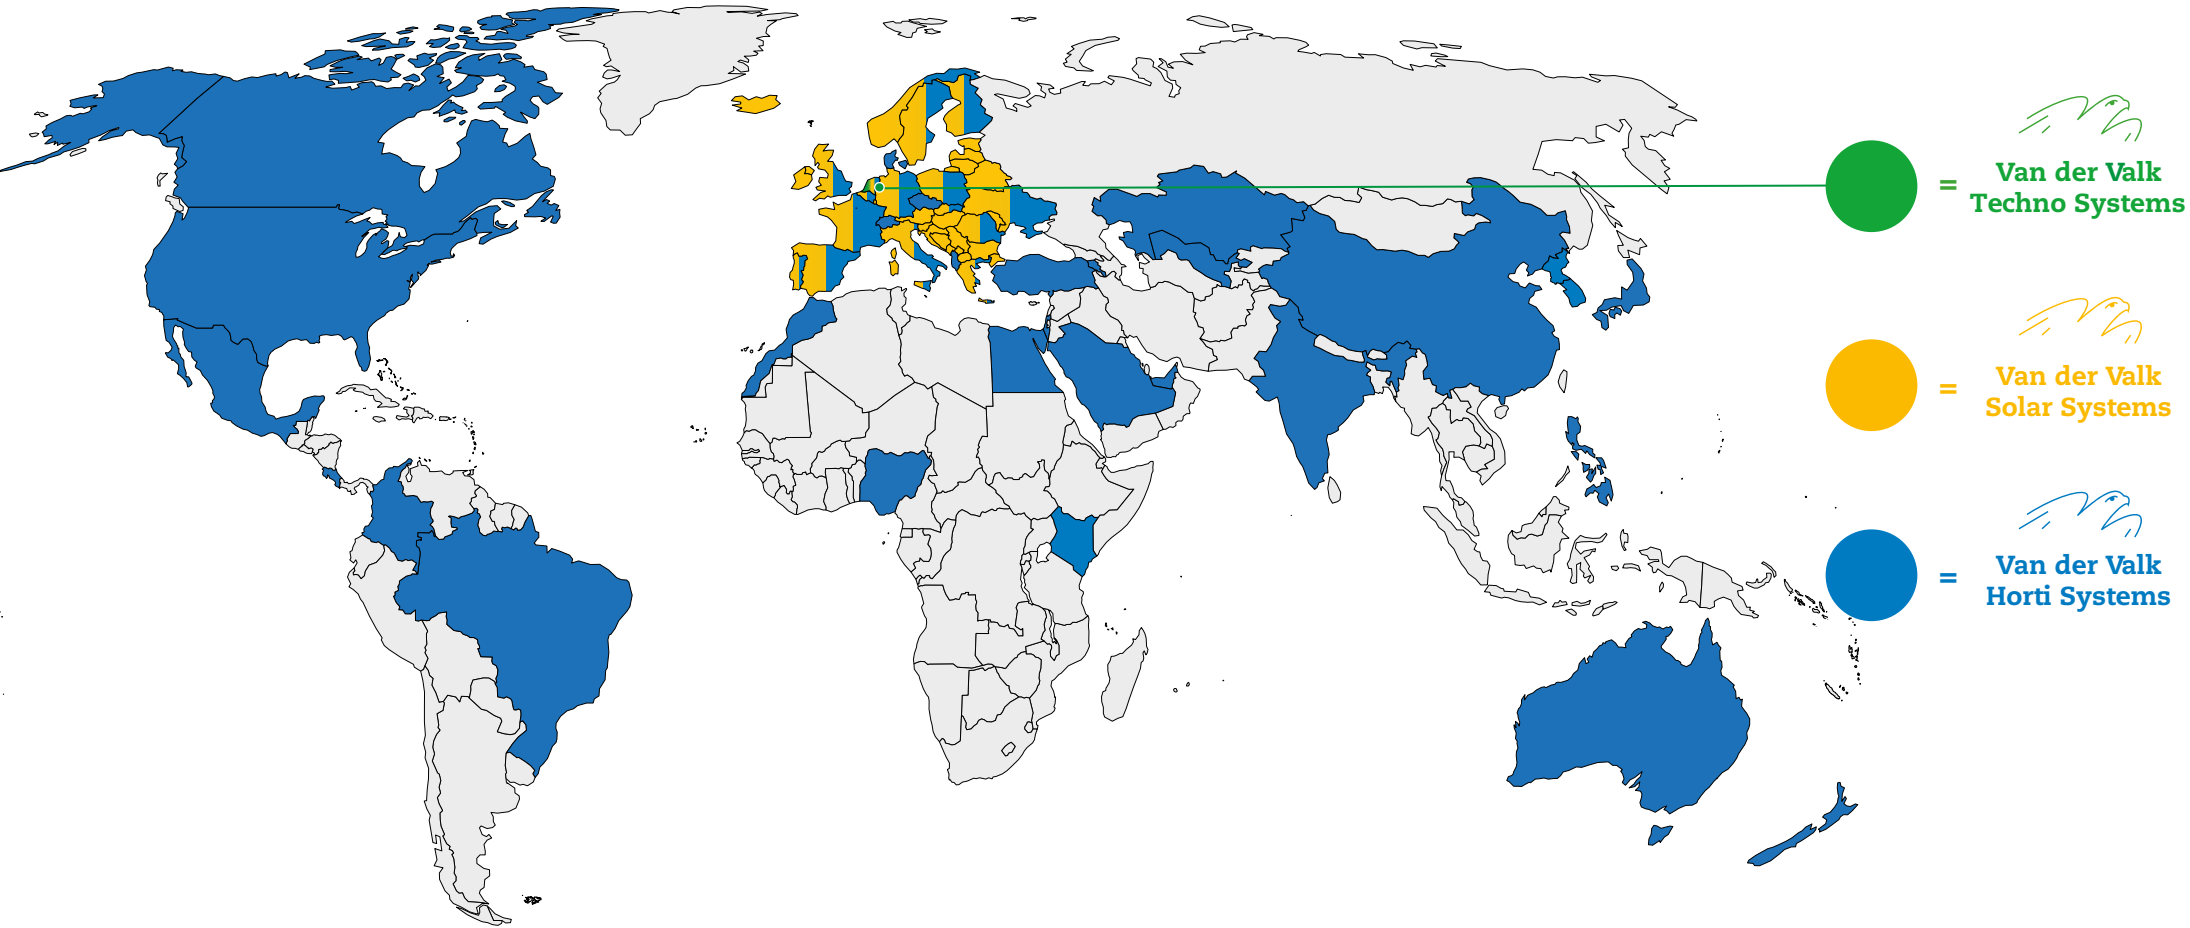 = Van der Valk
Techno Systems
= Van der Valk
Solar Systems
= Van der Valk
Horti Systems